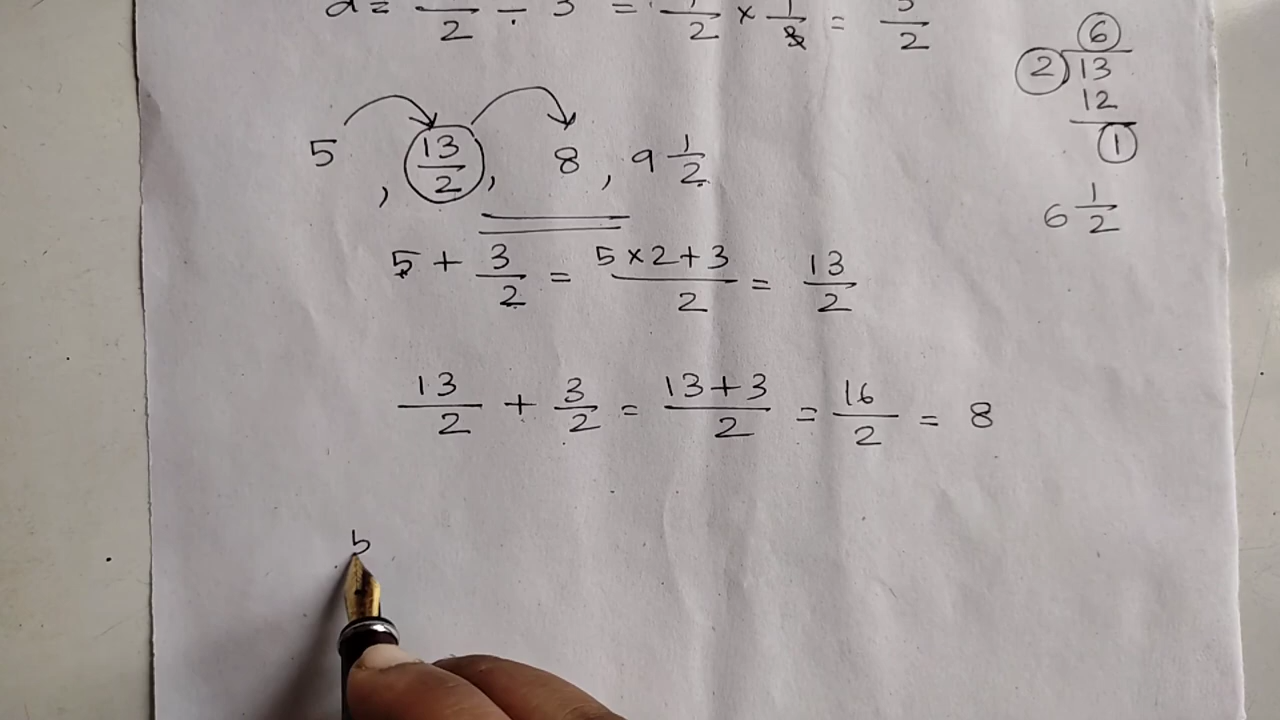 d = /2 ÷ 3 = /2 × 1/3 = 3/2
5 , 13/2 , 8 , 9 1/2
5 + 3/2 = 5×2+3/2 = 13/2
13/2 + 3/2 = 13+3/2 = 16/2 = 8
5
6
2)13
12
1
6 1/2